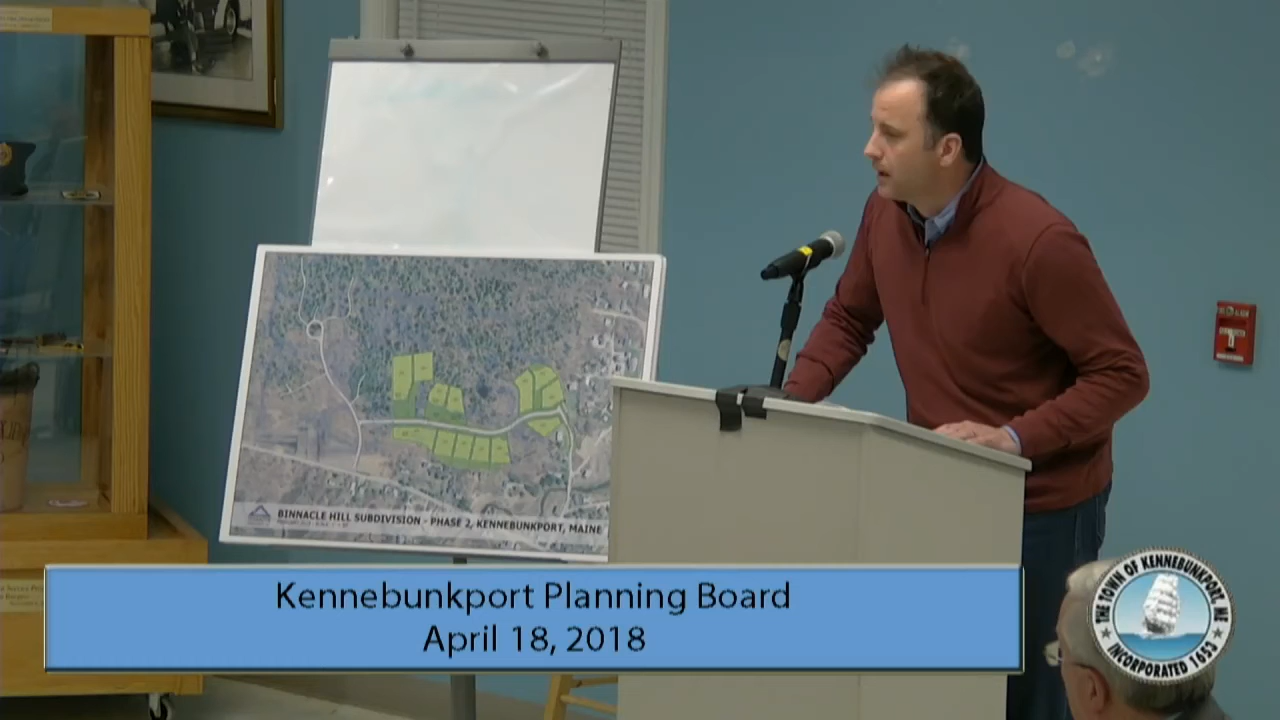 BINNACLE HILL SUBDIVISION - PHASE 2, KENNEBUNKPORT, MAINE
Kennebunkport Planning Board
April 18, 2018
THE TOWN OF KENNEBUNKPORT, ME
INCORPORATED 1653